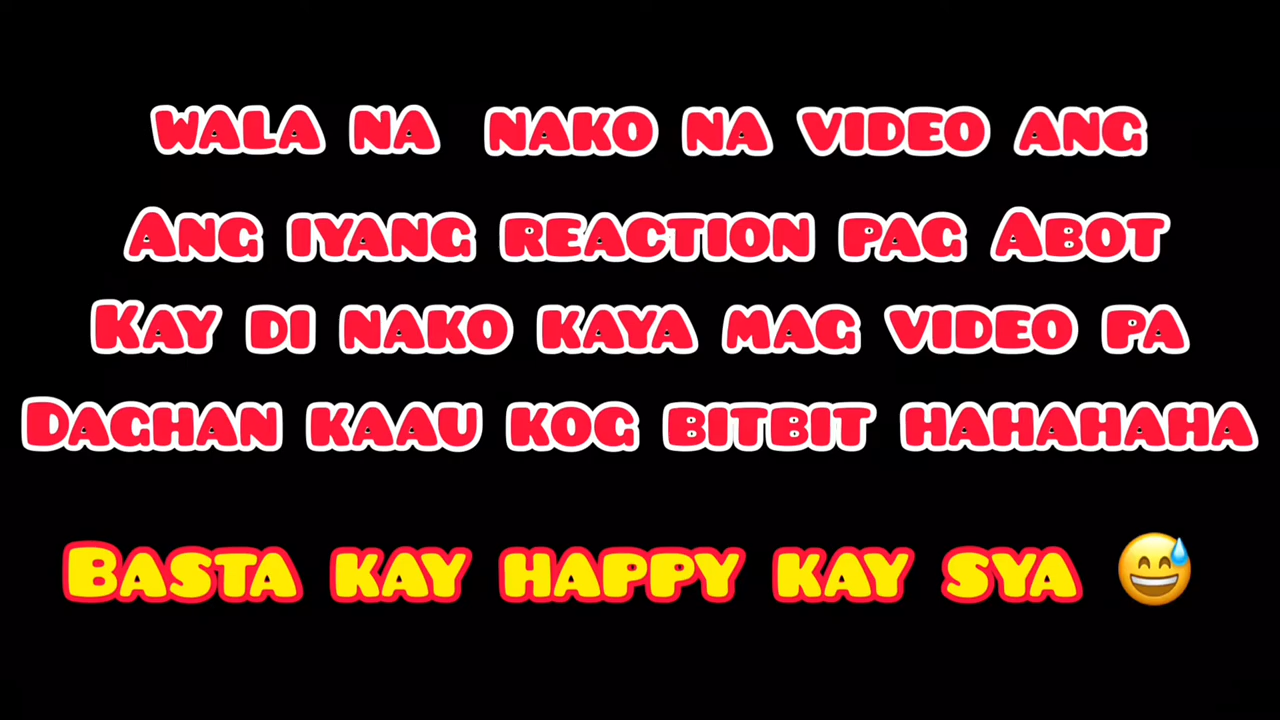 wala na nako na video ang
Ang iyang reaction pag Abot
Kay di nako kaya mag video pa
Daghan kaau kog bitbit hahahaha
Basta kay happy kay sya 😅